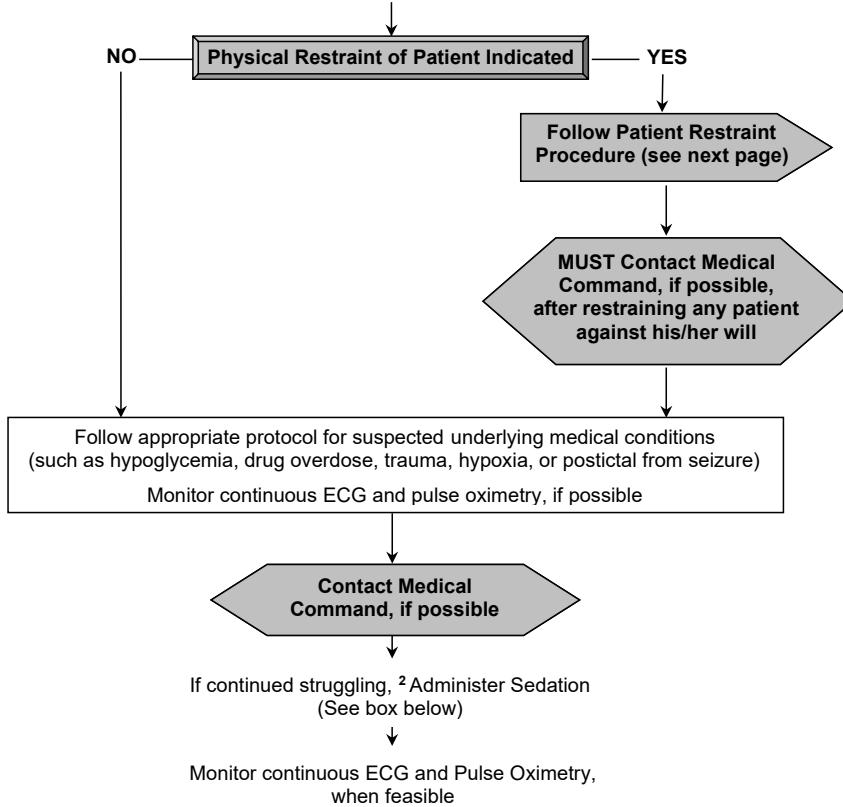 NO
Physical Restraint of Patient Indicated
YES
Follow Patient Restraint
Procedure (see next page)
MUST Contact Medical
Command, if possible,
after restraining any patient
against his/her will
Follow appropriate protocol for suspected underlying medical conditions
(such as hypoglycemia, drug overdose, trauma, hypoxia, or postictal from seizure)
Monitor continuous ECG and pulse oximetry, if possible
Contact Medical
Command, if possible
If continued struggling, ² Administer Sedation
(See box below)
Monitor continuous ECG and Pulse Oximetry,
when feasible